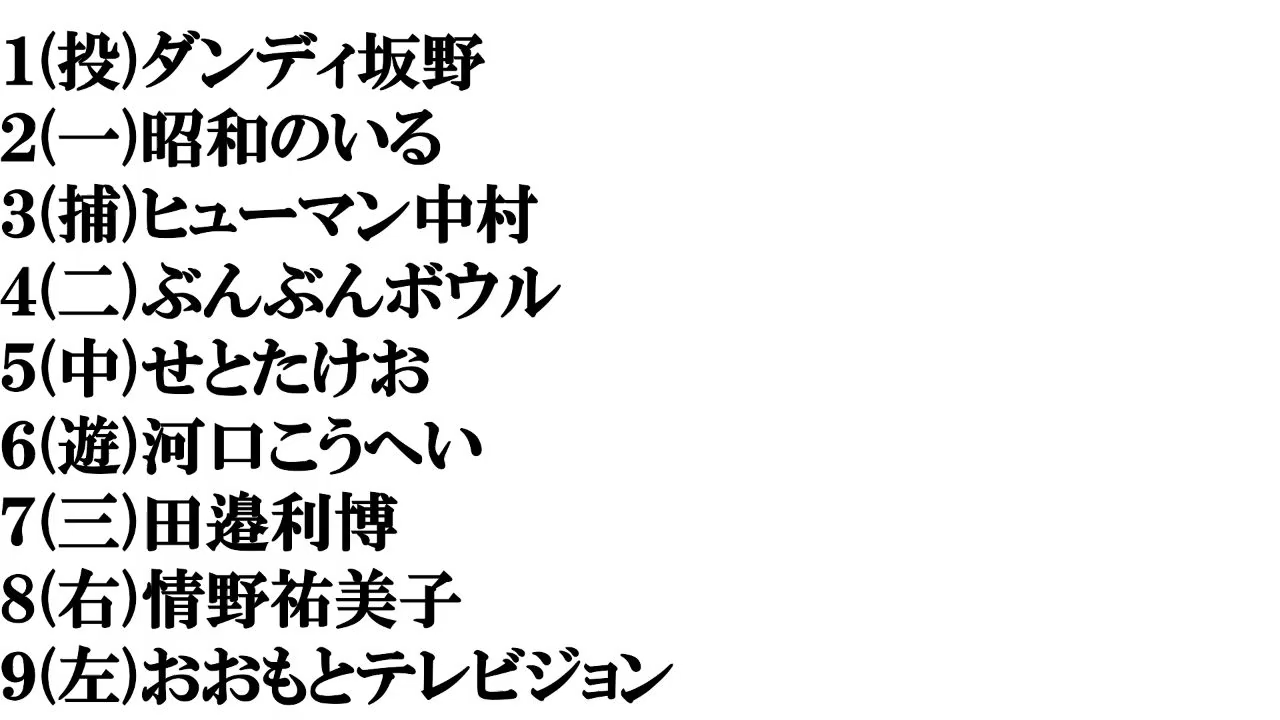 1(投)ダンディ坂野
2(一)昭和のいる
3(捕)ヒューマン中村
4(二)ぶんぶんボウル
5(中)せとたけお
6(遊)河口こうへい
7(三)田邉利博
8(右)情野祐美子
9(左)おおもとテレビジョン